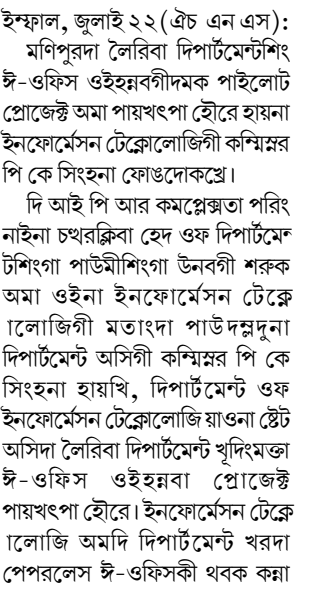 ইম্ফাল, জুলাই ২২(ঐচ এন এস):
মণিপুরদা লৈরিবা দিপার্টমেন্টশিং
ঈ-ওফিস ওইহন্নবগীদমক পাইলোট
প্রোজেক্ট অমা পায়খৎপা হৌরে হায়না
ইনফোর্মেসন টেক্নোলোজিগী কম্মিস্নর
পি কে সিংহনা ফোঙদোকখ্রে।
দি আই পি আর কমপ্লেক্সতা পরিং
নাইনা চত্থরক্লিবা হেদ ওফ দিপার্টমেন
টশিংগা পাউমীশিংগা উনবগী শরুক
অমা ওইনা ইনফোর্মেসন টেক্নে
ালোজিগী মতাংদা পাউদম্লদুনা
দিপার্টমেন্ট অসিগী কম্মিস্নর পি কে
সিংহনা হায়খি, দিপার্টমেন্ট ওফ
ইনফোর্মেসন টেক্নোলোজি য়াওনা ষ্টেট
অসিদা লৈরিবা দিপার্টমেন্ট খূদিংমক্তা
ঈ-ওফিস ওইহন্নবা প্রোজেক্ট
পায়খৎপা হৌরে। ইনফোর্মেসন টেক্নে
ালোজি অমদি দিপার্টমেন্ট খরদা
পেপরলেস ঈ-ওফিসকী থবক কন্না